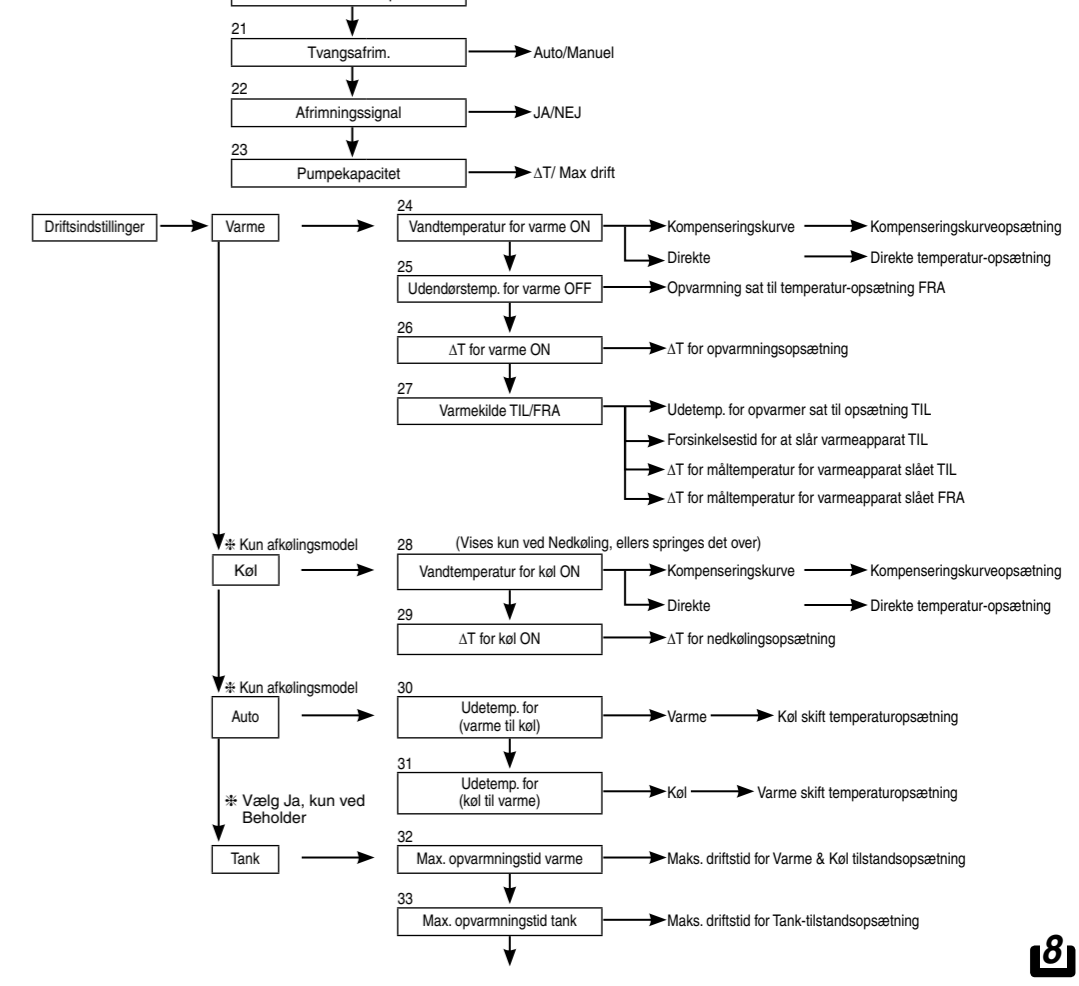 21
Tvangsafrim.
Auto/Manuel
22
Afrimningssignal
JA/NEJ
23
Pumpekapacitet
ΔT/ Max drift
Driftsindstillinger
Varme
24
Vandtemperatur for varme ON
Kompenseringskurve
Kompenseringskurveopsætning
Direkte
Direkte temperatur-opsætning
25
Udendørstemp. for varme OFF
Opvarmning sat til temperatur-opsætning FRA
26
ΔT for varme ON
ΔT for opvarmningsopsætning
27
Varmekilde TIL/FRA
Udetemp. for opvarmer sat til opsætning TIL
Forsinkelsestid for at slår varmeapparat TIL
ΔT for måltemperatur for varmeapparat slået TIL
ΔT for måltemperatur for varmeapparat slået FRA
❉ Kun afkølingsmodel
Køl
28
(Vises kun ved Nedkøling, ellers springes det over)
Vandtemperatur for køl ON
Kompenseringskurve
Kompenseringskurveopsætning
Direkte
Direkte temperatur-opsætning
29
ΔT for køl ON
ΔT for nedkølingsopsætning
❉ Kun afkølingsmodel
Auto
30
Udetemp. for
(varme til køl)
Varme
Køl skift temperaturopsætning
31
Udetemp. for
(køl til varme)
Køl
Varme skift temperaturopsætning
❉ Vælg Ja, kun ved
Beholder
Tank
32
Max. opvarmningstid varme
Maks. driftstid for Varme & Køl tilstandsopsætning
33
Max. opvarmningstid tank
Maks. driftstid for Tank-tilstandsopsætning
8